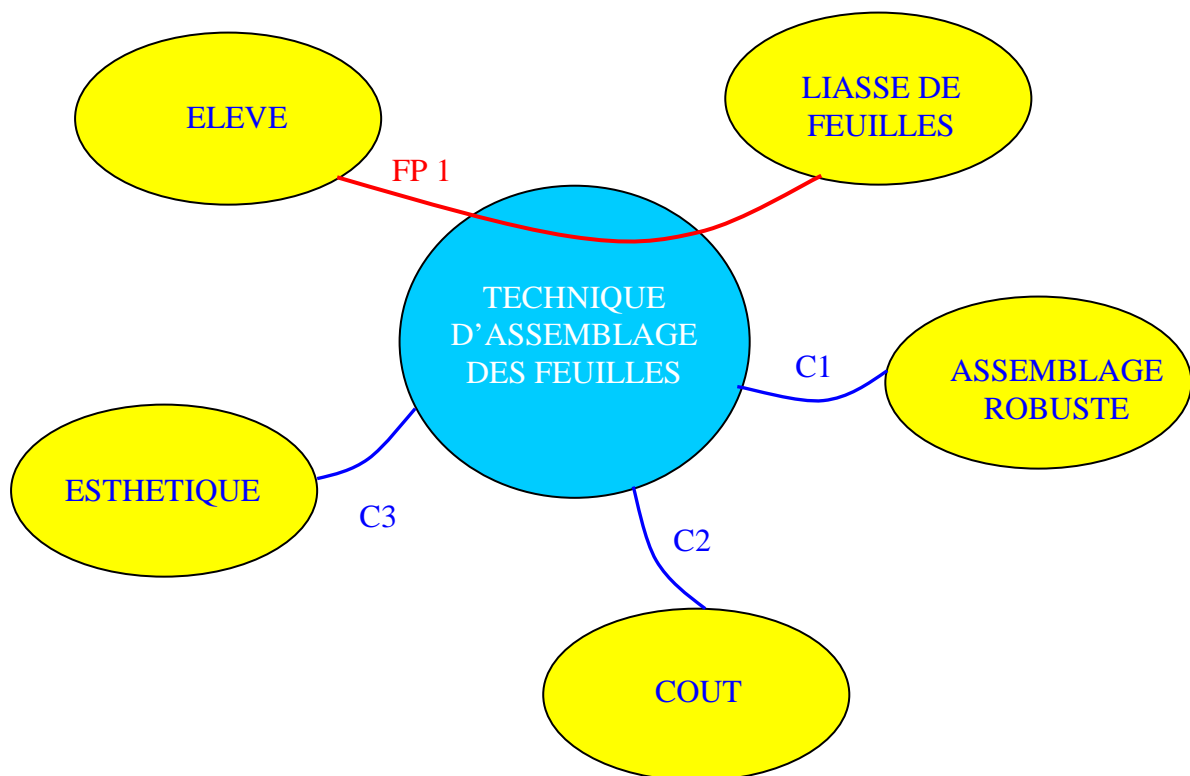 ELEVE
LIASSE DE
FEUILLES
FP 1
TECHNIQUE
D’ASSEMBLAGE
DES FEUILLES
C1
ASSEMBLAGE
ROBUSTE
ESTHETIQUE
C3
C2
COUT